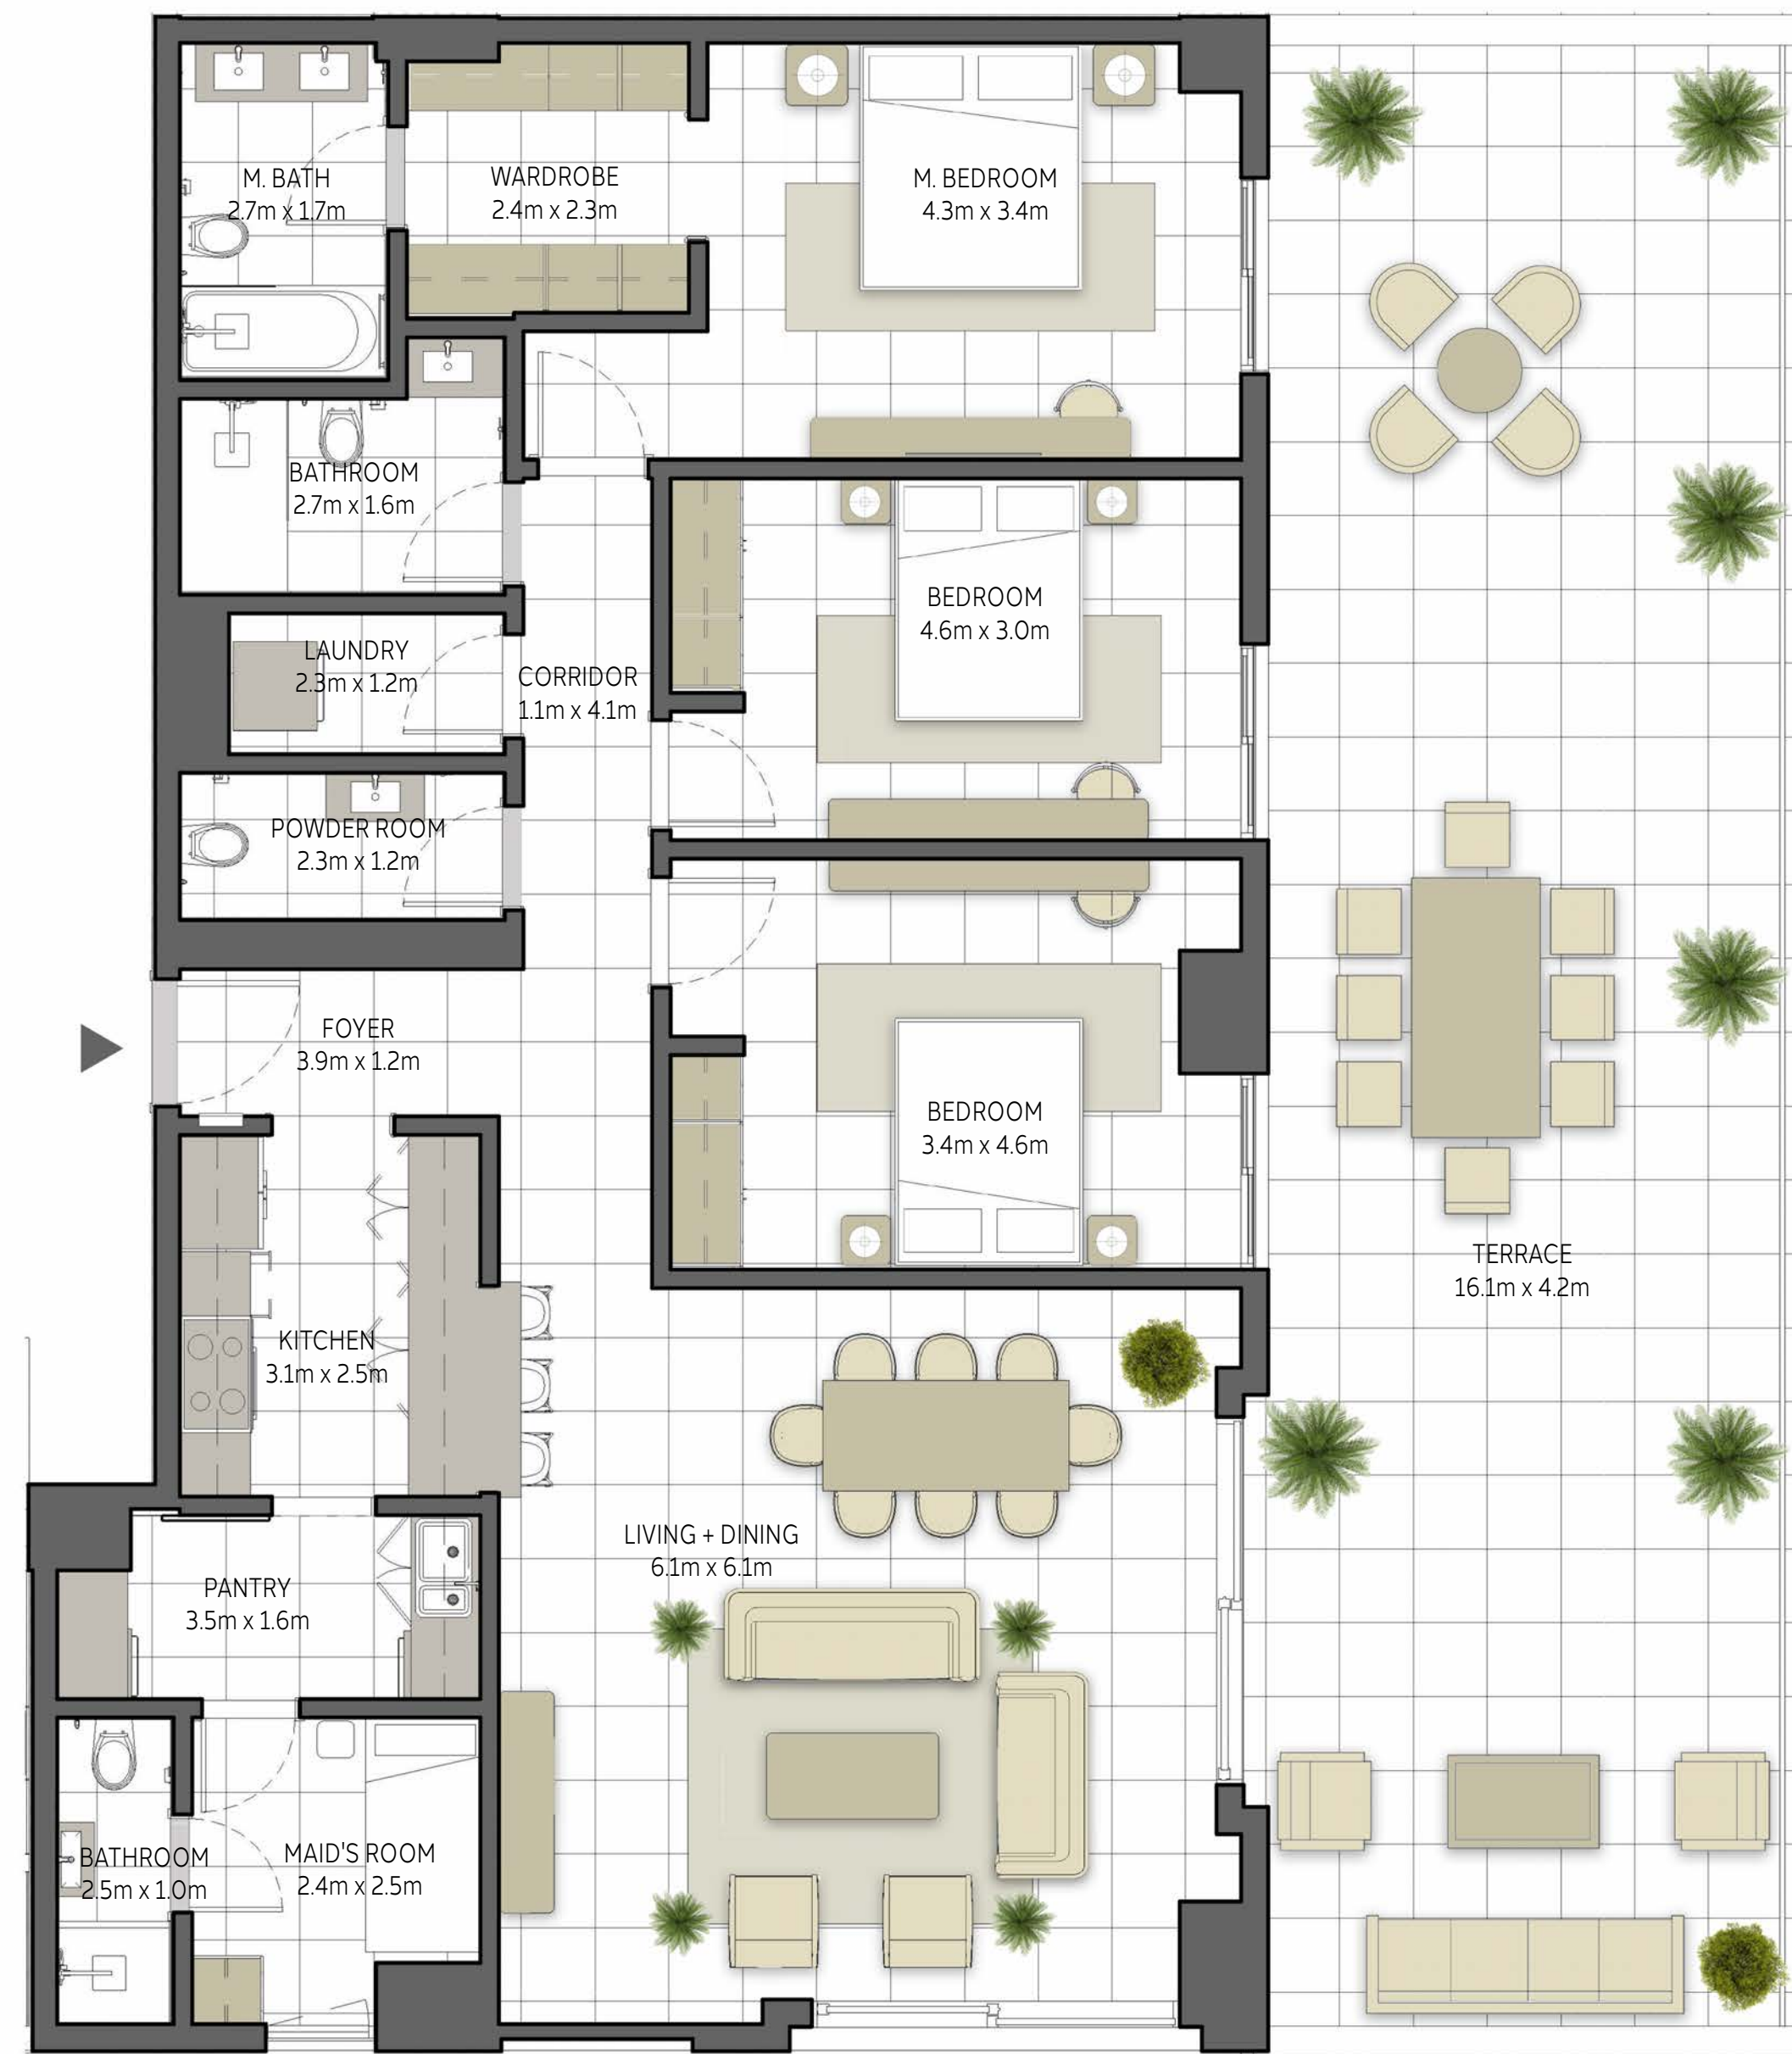 M. BATH
2.7m x 1.7m
WARDROBE
2.4m x 2.3m
M. BEDROOM
4.3m x 3.4m
BATHROOM
2.7m x 1.6m
BEDROOM
4.6m x 3.0m
LAUNDRY
2.3m x 1.2m
CORRIDOR
1.1m x 4.1m
POWDER ROOM
2.3m x 1.2m
FOYER
3.9m x 1.2m
BEDROOM
3.4m x 4.6m
TERRACE
16.1m x 4.2m
KITCHEN
3.1m x 2.5m
LIVING + DINING
6.1m x 6.1m
PANTRY
3.5m x 1.6m
BATHROOM
2.5m x 1.0m
MAID'S ROOM
2.4m x 2.5m